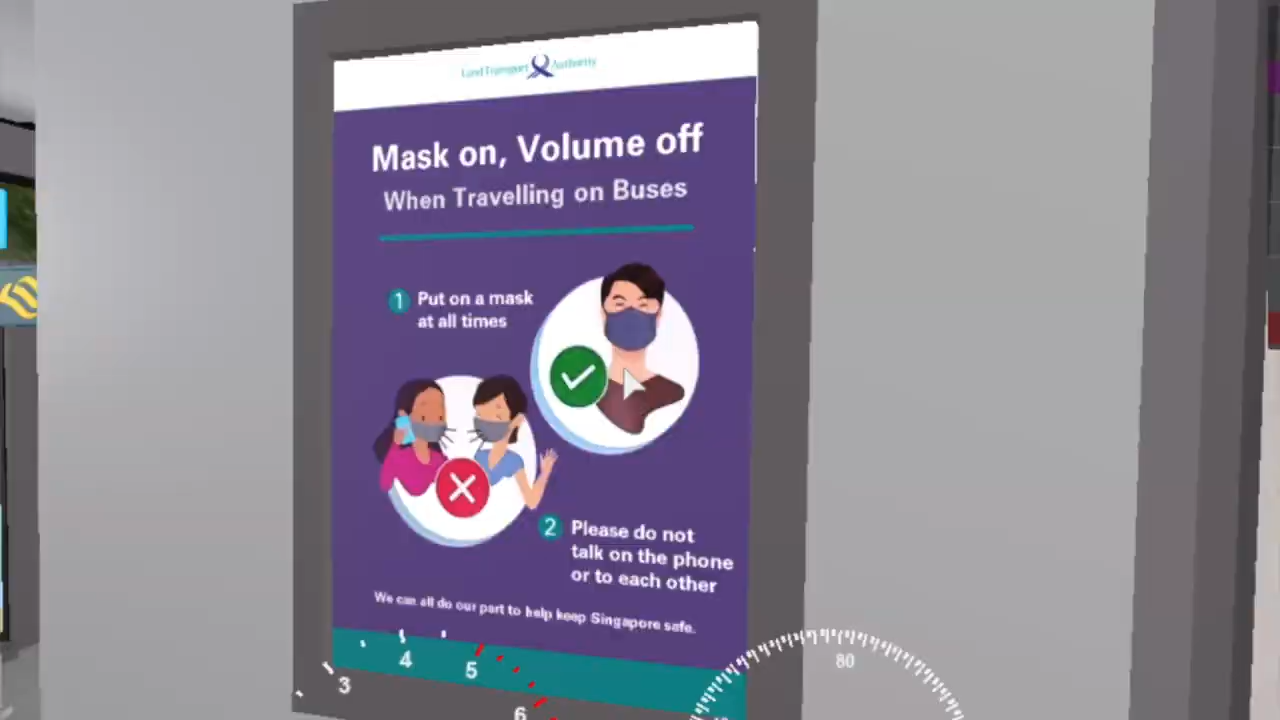 Land Transport Authority
Mask on, Volume off
When Travelling on Buses
1 Put on a mask
at all times
2 Please do not
talk on the phone
or to each other
We can all do our part to help keep Singapore safe.
3
4
5
6
80